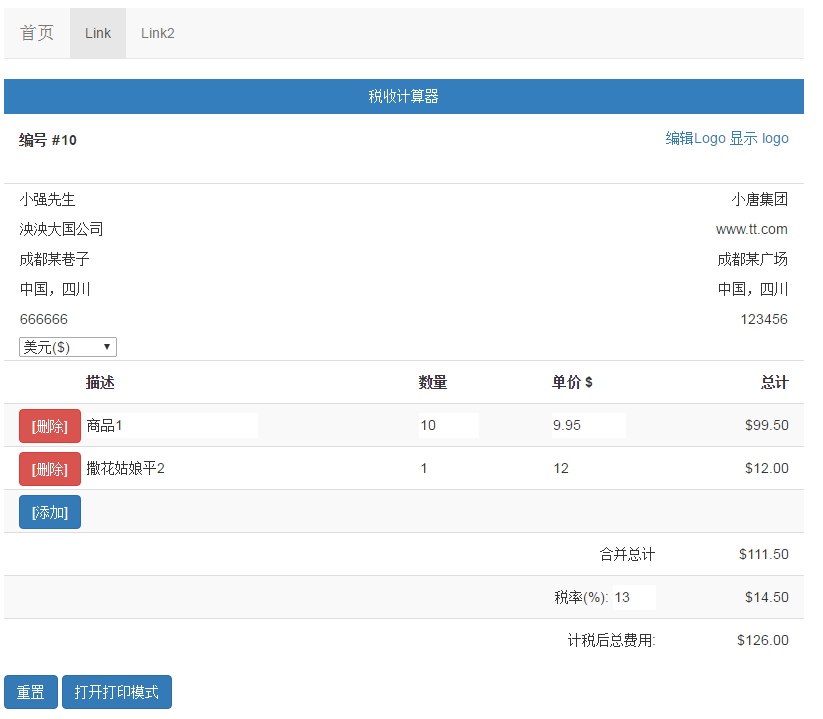 首页 Link Link2
税收计算器
编号 #10 编辑Logo 显示 logo
小强先生 小唐集团
泱泱大国公司 www.tt.com
成都某巷子 成都某广场
中国，四川 中国，四川
666666 123456
美元($)
描述 数量 单价 $ 总计
[删除] 商品1 10 9.95 $99.50
[删除] 撒花姑娘平2 1 12 $12.00
[添加]
合并总计 $111.50
税率(%): 13 $14.50
计税后总费用: $126.00
重置 打开打印模式